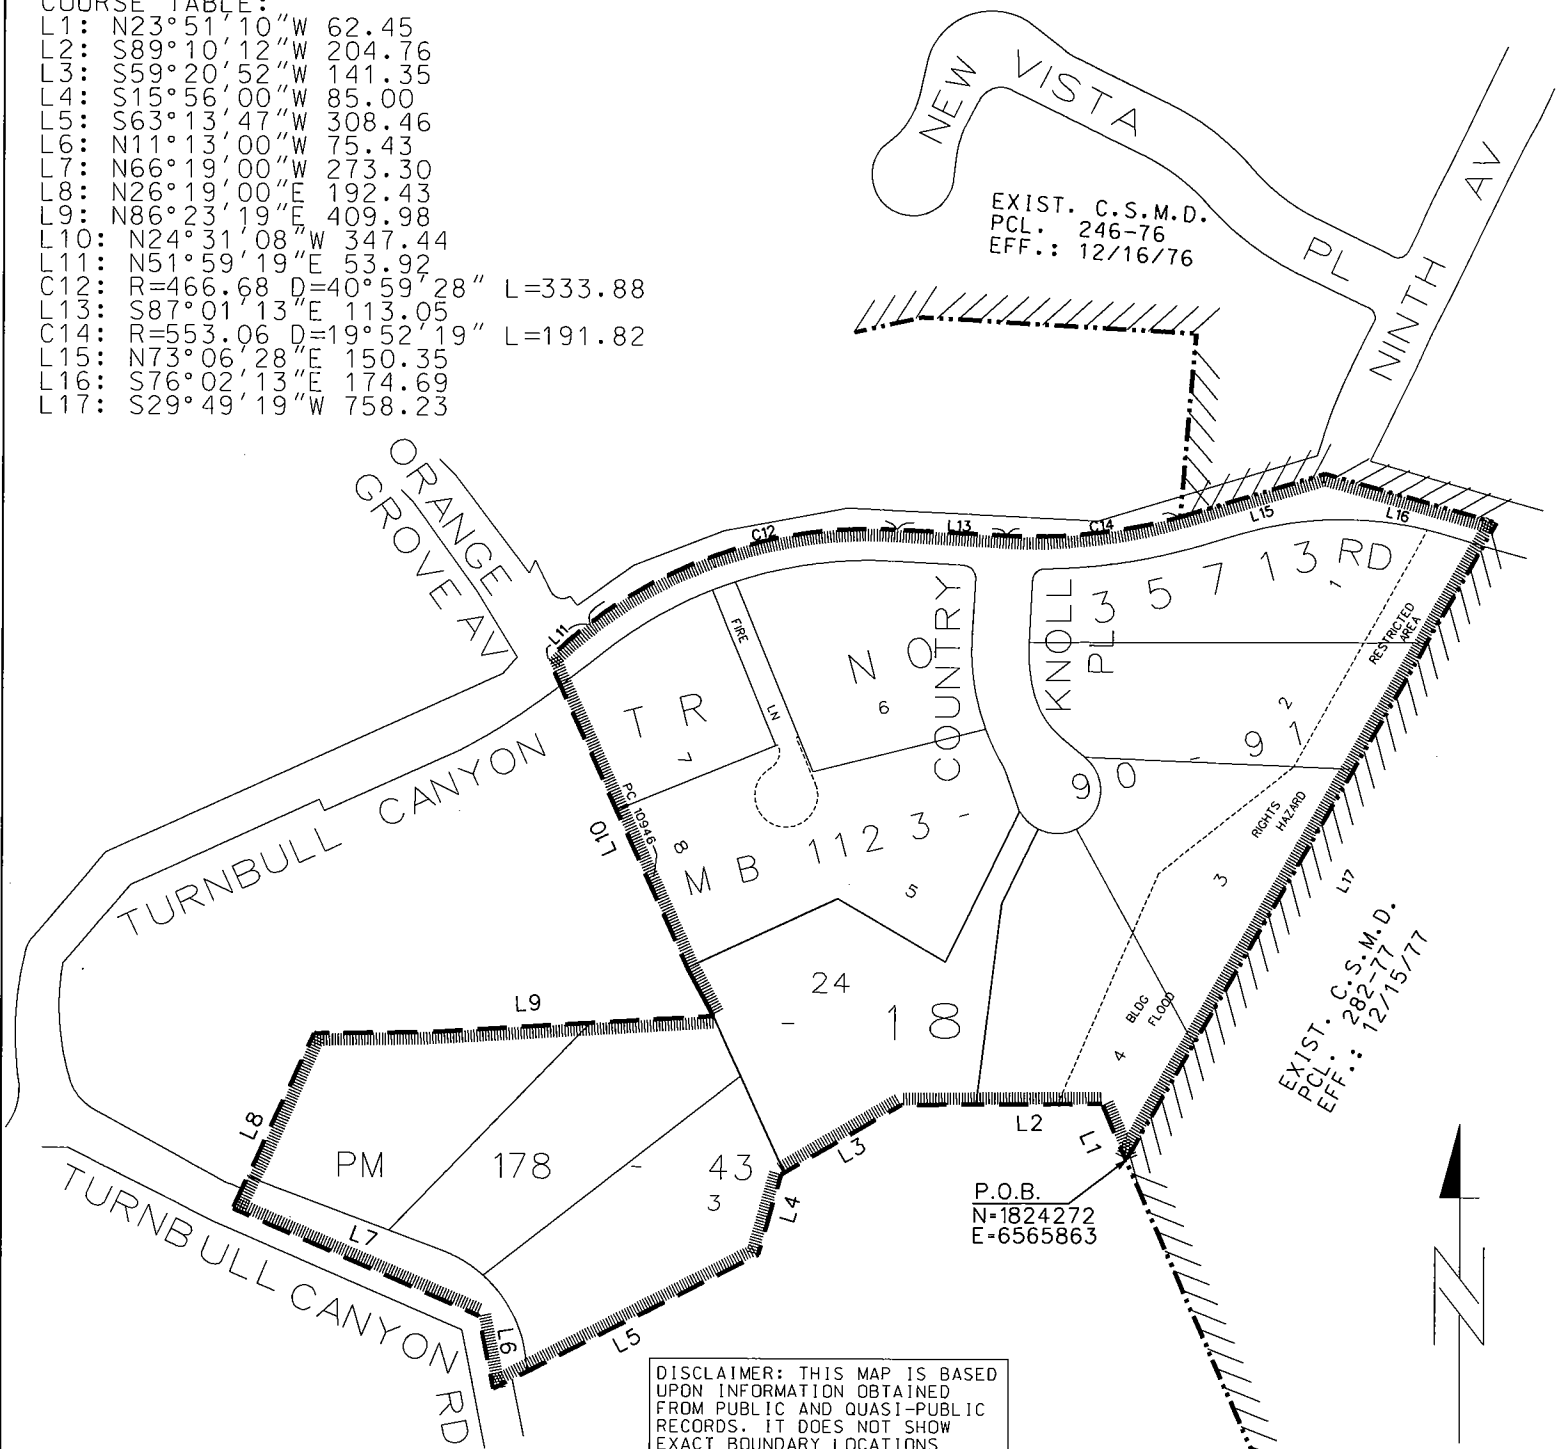 COURSE TABLE:
L1: N23°51'10"W 62.45
L2: S89°10'12"W 204.76
L3: S59°20'52"W 141.35
L4: S15°56'00"W 85.00
L5: S63°13'47"W 308.46
L6: N11°13'00"W 75.43
L7: N66°19'00"W 273.30
L8: N26°19'00"E 192.43
L9: N86°23'19"E 409.98
L10: N24°31'08"W 347.44
L11: N51°59'19"E 53.92
C12: R=466.68 D=40°59'28" L=333.88
L13: S87°01'13"E 113.05
C14: R=553.06 D=19°52'19" L=191.82
L15: N73°06'28"E 150.35
L16: S76°02'13"E 174.69
L17: S29°49'19"W 758.23
NEW VISTA PL
NINTH AV
EXIST. C.S.M.D.
PCL. 246-76
EFF.: 12/16/76
ORANGE
GROVE AV
C12
L13
C14
L15
L16
L11
TURNBULL CANYON RD
COUNTRY
KNOLL
PL
FIRE
LN
TR NO 35713
1
RESTRICTED
AREA
6
7
2
PC 10946
L10
8
MB 1123 - 90 - 91
5
3
RIGHTS
HAZARD
L17
EXIST. C.S.M.D.
PCL. 282-77
EFF.: 12/15/77
BLDG
FLOOD
4
24
- 18
L9
L8
L2
L1
L3
L4
PM 178 - 43
3
P.O.B.
N=1824272
E=6565863
L7
L6
L5
TURNBULL CANYON RD
N
DISCLAIMER: THIS MAP IS BASED
UPON INFORMATION OBTAINED
FROM PUBLIC AND QUASI-PUBLIC
RECORDS. IT DOES NOT SHOW
EXACT BOUNDARY LOCATIONS